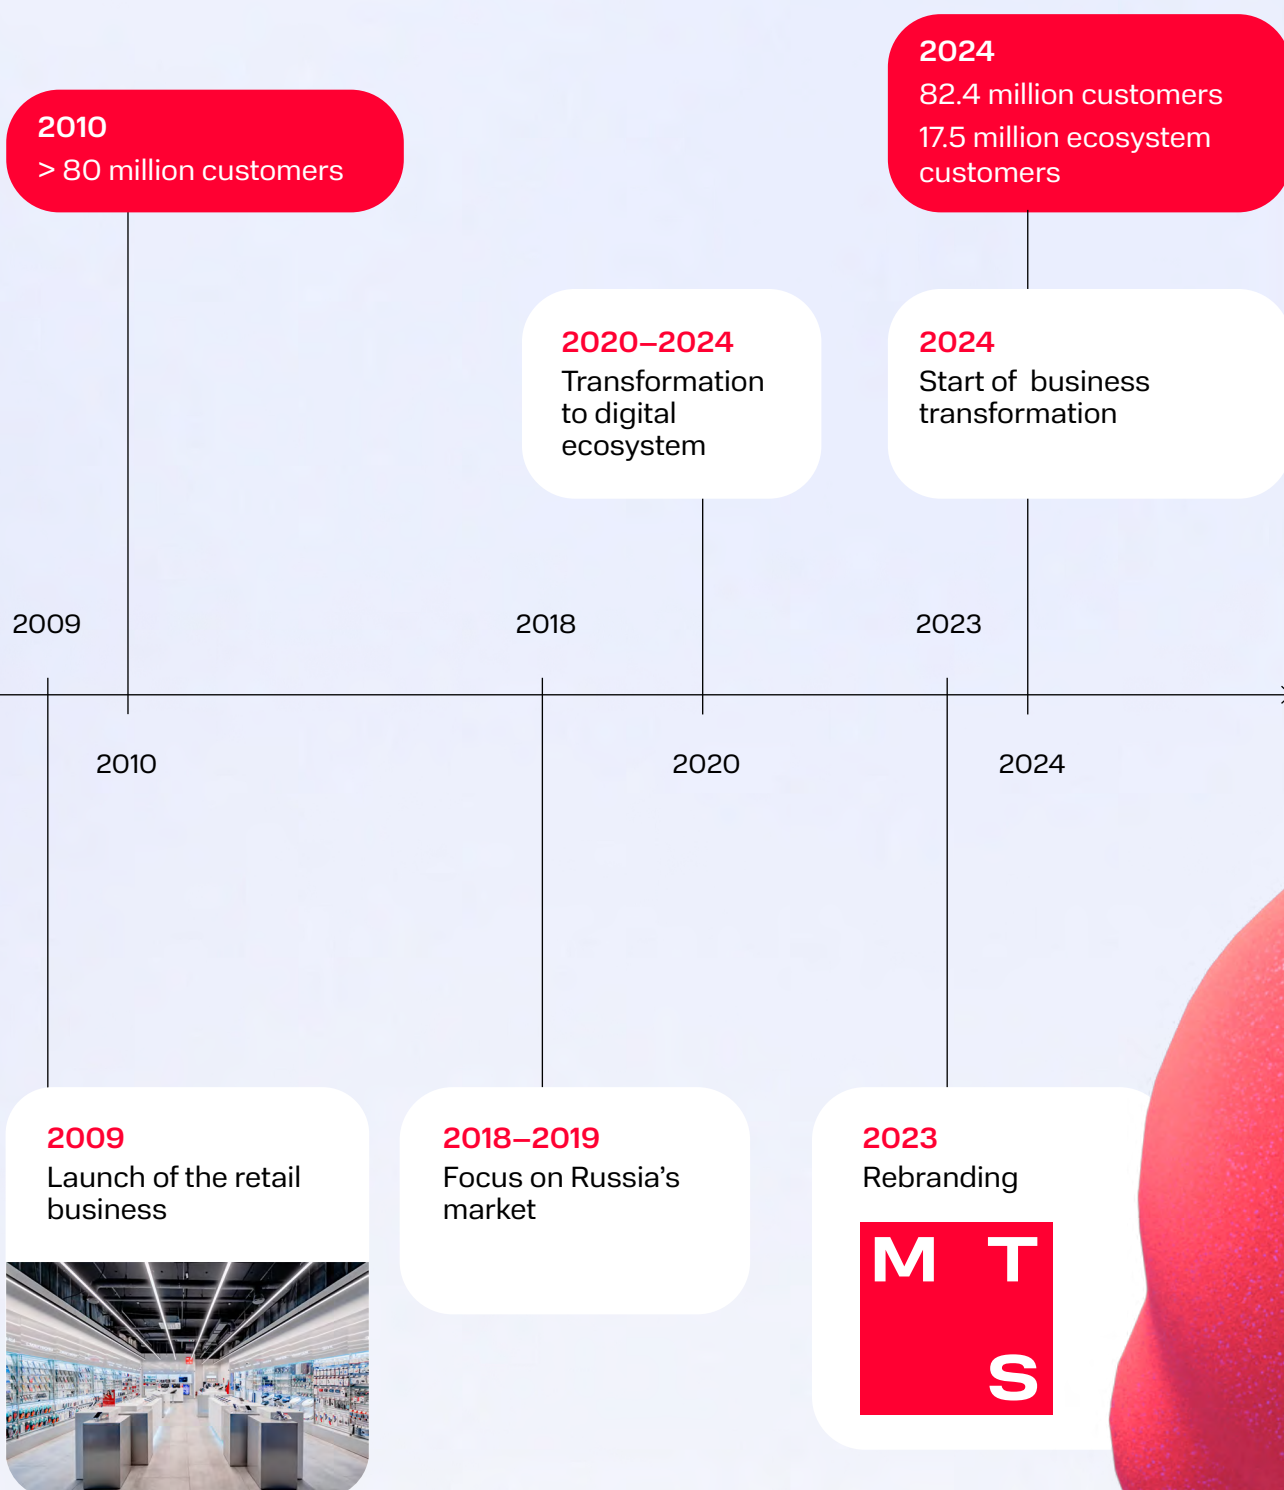 2010
> 80 million customers
2024
82.4 million customers
17.5 million ecosystem
customers
2020–2024
Transformation
to digital
ecosystem
2024
Start of  business
transformation
2009
2018
2023
2010
2020
2024
2009
Launch of the retail
business
2018–2019
Focus on Russia’s
market
2023
Rebranding
M T
S